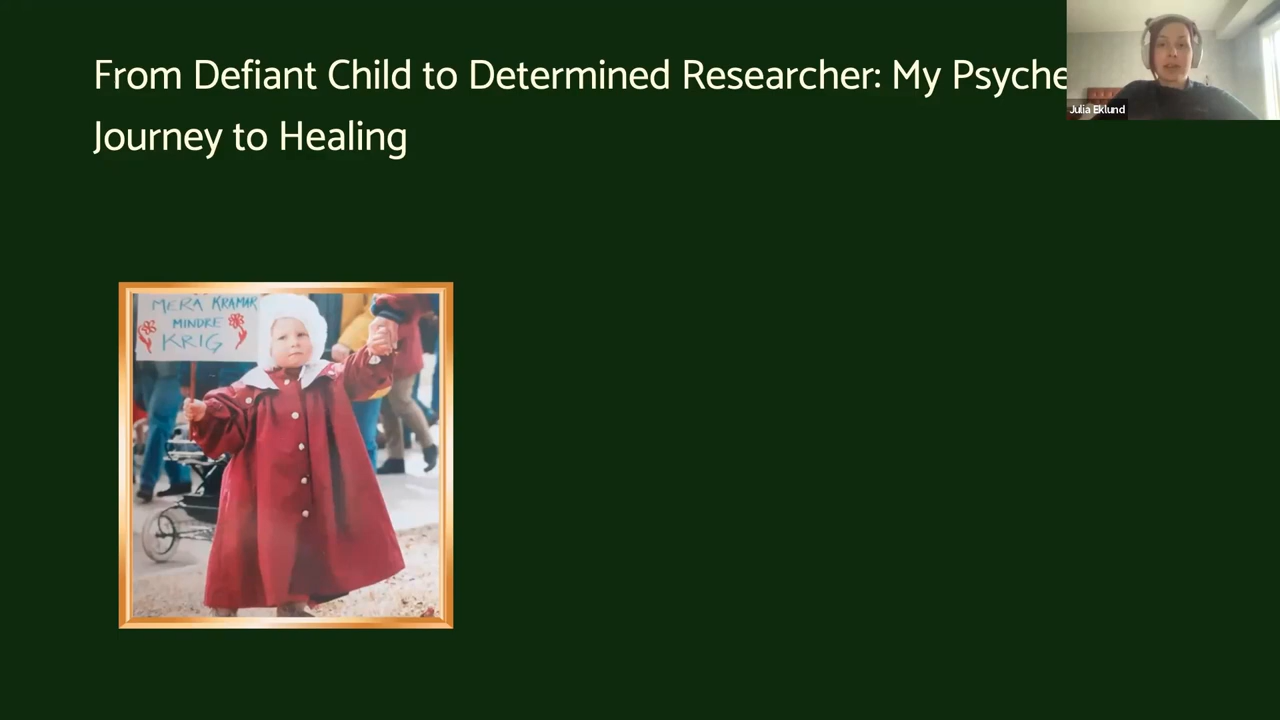 From Defiant Child to Determined Researcher: My Psyche
Journey to Healing
Julia Eklund
MERA KRAMAR
MINDRE
KRIG